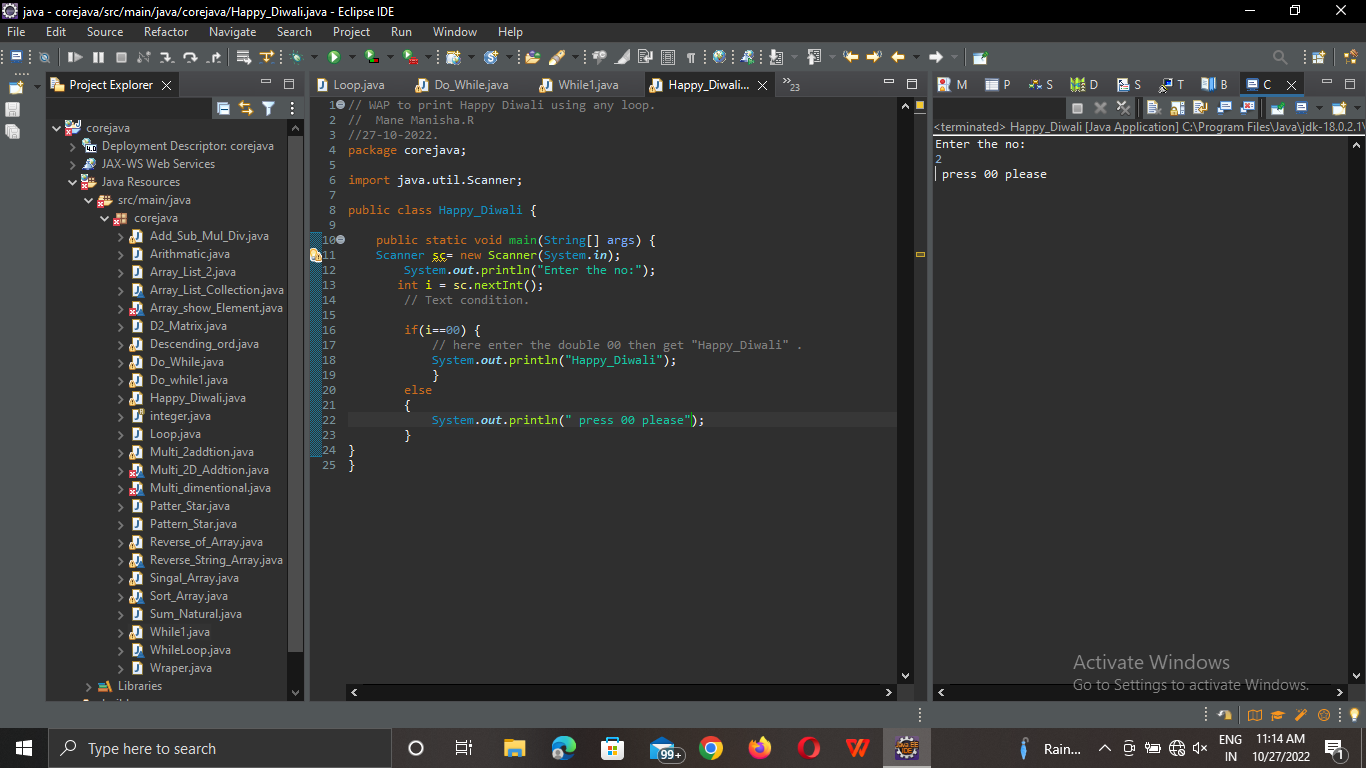 java - corejava/src/main/java/corejava/Happy_Diwali.java - Eclipse IDE
File Edit Source Refactor Navigate Search Project Run Window Help
Project Explorer
corejava
Deployment Descriptor: corejava
JAX-WS Web Services
Java Resources
src/main/java
corejava
Add_Sub_Mul_Div.java
Arithmatic.java
Array_List_2.java
Array_List_Collection.java
Array_show_Element.java
D2_Matrix.java
Descending_ord.java
Do_While.java
Do_while1.java
Happy_Diwali.java
integer.java
Loop.java
Multi_2addtion.java
Multi_2D_Addtion.java
Multi_dimentional.java
Patter_Star.java
Pattern_Star.java
Reverse_of_Array.java
Reverse_String_Array.java
Singal_Array.java
Sort_Array.java
Sum_Natural.java
While1.java
WhileLoop.java
Wraper.java
Libraries
Loop.java Do_While.java While1.java Happy_Diwali... »23
1 // WAP to print Happy Diwali using any loop.
2 //  Mane Manisha.R
3 //27-10-2022.
4 package corejava;
5
6 import java.util.Scanner;
7
8 public class Happy_Diwali {
9
10     public static void main(String[] args) {
11     Scanner sc= new Scanner(System.in);
12         System.out.println("Enter the no:");
13        int i = sc.nextInt();
14         // Text condition.
15
16         if(i==00) {
17             // here enter the double 00 then get "Happy_Diwali" .
18             System.out.println("Happy_Diwali");
19             }
20         else
21         {
22             System.out.println(" press 00 please");
23         }
24 }
25 }
M P S D S T B C
<terminated> Happy_Diwali [Java Application] C:\Program Files\Java\jdk-18.0.2.1\
Enter the no:
2
 press 00 please
Activate Windows
Go to Settings to activate Windows.
Type here to search
99+
Rain...
ENG
IN
11:14 AM
10/27/2022
1